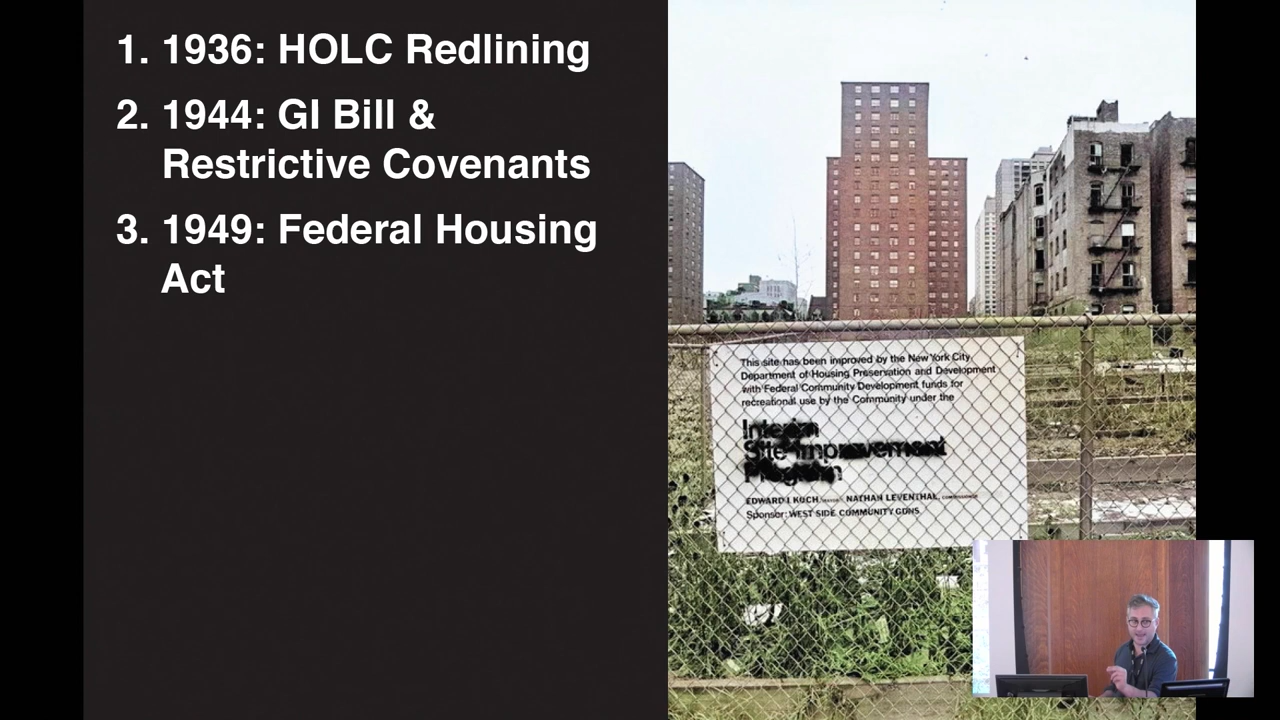 1. 1936: HOLC Redlining
2. 1944: GI Bill &
Restrictive Covenants
3. 1949: Federal Housing
Act
This site has been improved by the New York City
Department of Housing Preservation and Development
with Federal Community Development funds for
recreational use by the Community under the
Interim
Site Improvement
Program
EDWARD I KOCH, NATHAN LEVENTHAL,
Sponsor: WEST SIDE COMMUNITY GDNS